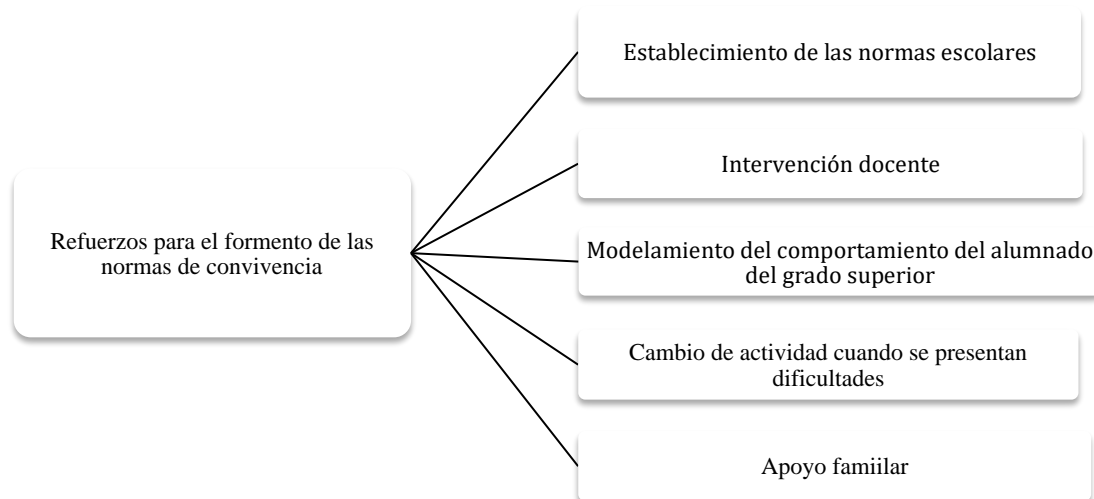 Refuerzos para el formento de las
normas de convivencia
Establecimiento de las normas escolares
Intervención docente
Modelamiento del comportamiento del alumnado
del grado superior
Cambio de actividad cuando se presentan
dificultades
Apoyo famiilar